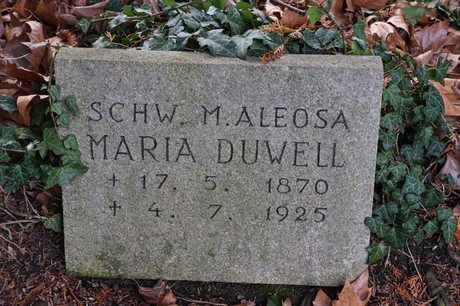 SCHW. M. ALEOSA
MARIA DUWELL
+ 17. 5. 1870
+ 4. 7. 1925